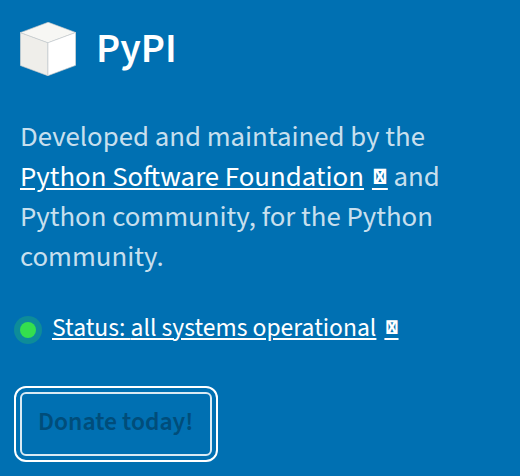 PyPI
Developed and maintained by the
Python Software Foundation and
Python community, for the Python
community.
Status: all systems operational
Donate today!